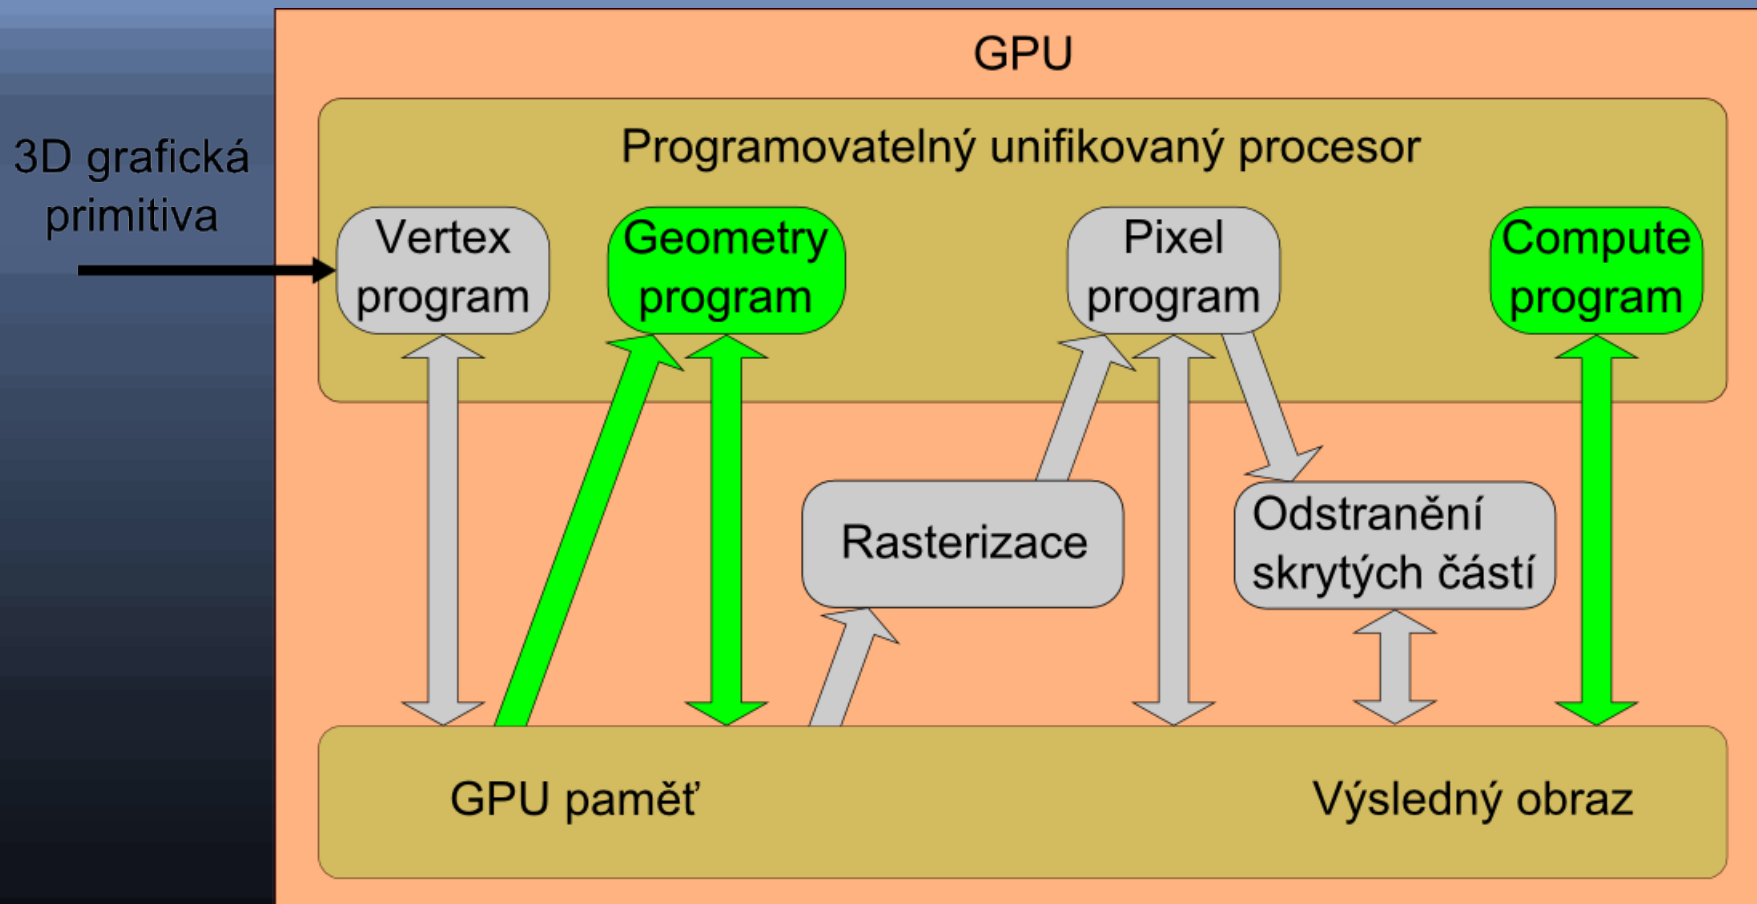 GPU
Programovatelný unifikovaný procesor
3D grafická
primitiva
Vertex
program
Geometry
program
Pixel
program
Compute
program
Rasterizace
Odstranění
skrytých částí
GPU paměť
Výsledný obraz